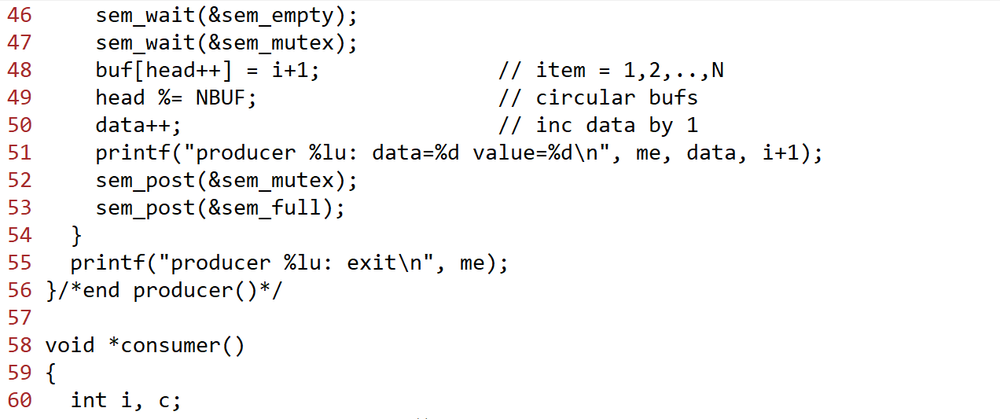 46     sem_wait(&sem_empty);
47     sem_wait(&sem_mutex);
48     buf[head++] = i+1;              // item = 1,2,..,N
49     head %= NBUF;                   // circular bufs
50     data++;                         // inc data by 1
51     printf("producer %lu: data=%d value=%d\n", me, data, i+1);
52     sem_post(&sem_mutex);
53     sem_post(&sem_full);
54   }
55   printf("producer %lu: exit\n", me);
56 }/*end producer()*/
57
58 void *consumer()
59 {
60   int i, c;